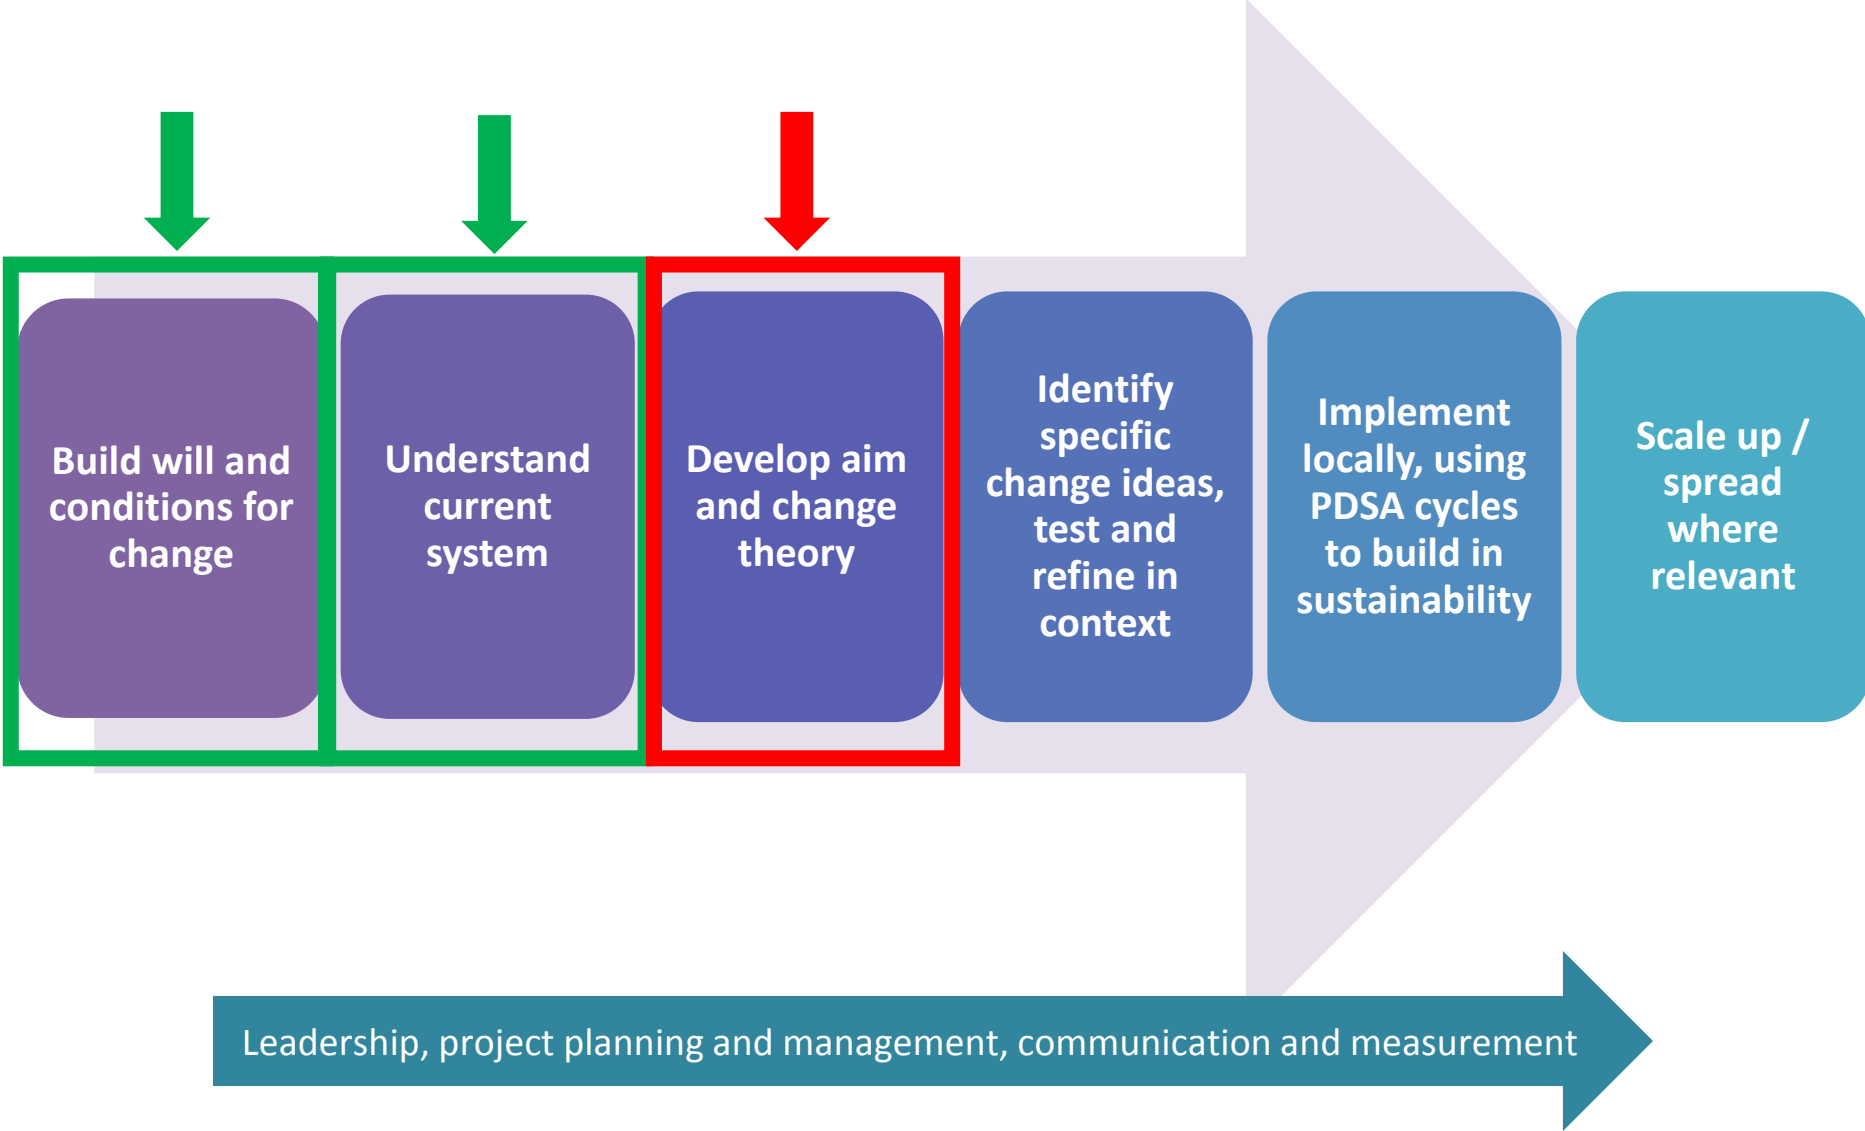 Build will and
conditions for
change
Understand
current
system
Develop aim
and change
theory
Identify
specific
change ideas,
test and
refine in
context
Implement
locally, using
PDSA cycles
to build in
sustainability
Scale up /
spread
where
relevant
Leadership, project planning and management, communication and measurement